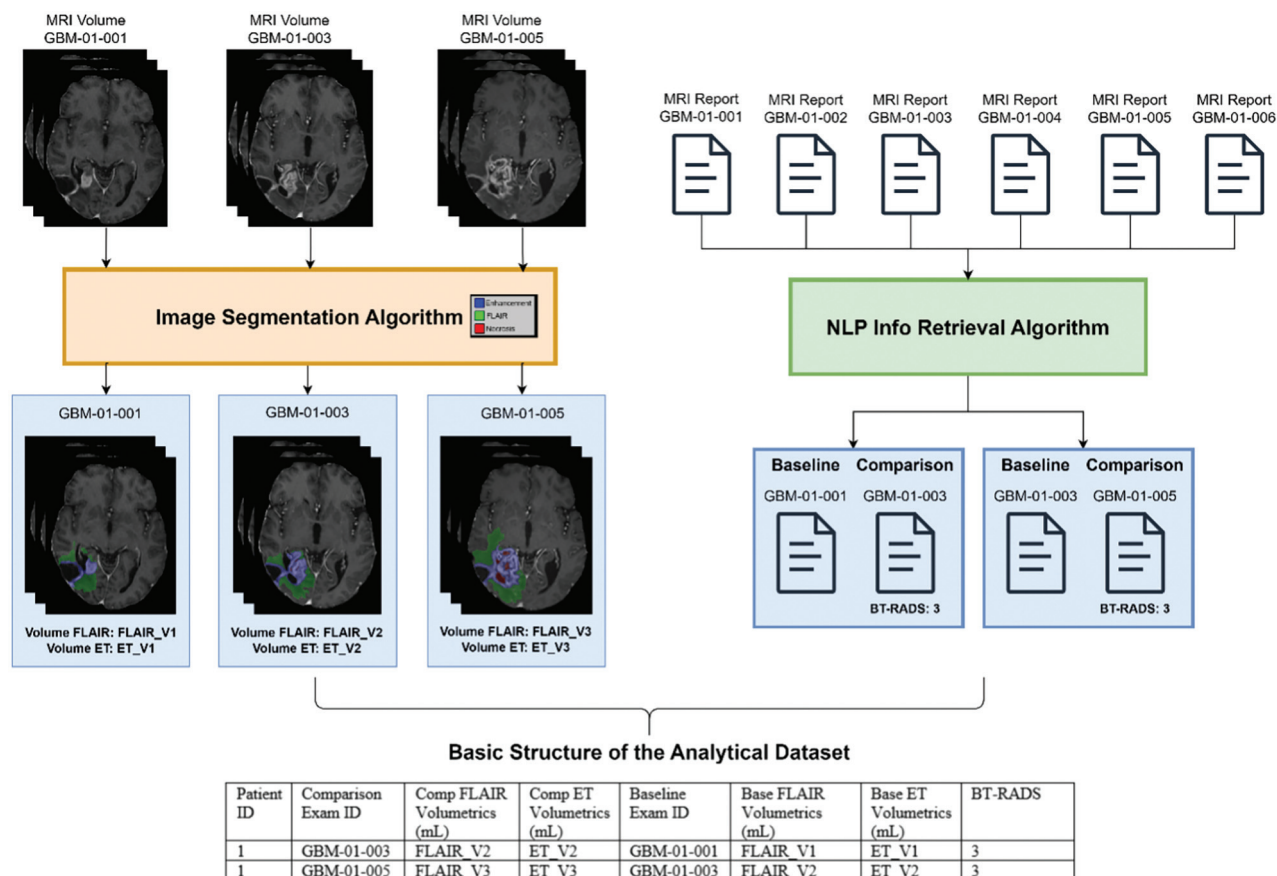 MRI Volume
GBM-01-001
MRI Volume
GBM-01-003
MRI Volume
GBM-01-005
MRI Report
GBM-01-001
MRI Report
GBM-01-002
MRI Report
GBM-01-003
MRI Report
GBM-01-004
MRI Report
GBM-01-005
MRI Report
GBM-01-006
Image Segmentation Algorithm
Enhancement
FLAIR
Necrosis
NLP Info Retrieval Algorithm
GBM-01-001
Volume FLAIR: FLAIR_V1
Volume ET: ET_V1
GBM-01-003
Volume FLAIR: FLAIR_V2
Volume ET: ET_V2
GBM-01-005
Volume FLAIR: FLAIR_V3
Volume ET: ET_V3
Baseline Comparison
GBM-01-001 GBM-01-003
BT-RADS: 3
Baseline Comparison
GBM-01-003 GBM-01-005
BT-RADS: 3
Basic Structure of the Analytical Dataset
Patient ID
Comparison Exam ID
Comp FLAIR Volumetrics (mL)
Comp ET Volumetrics (mL)
Baseline Exam ID
Base FLAIR Volumetrics (mL)
Base ET Volumetrics (mL)
BT-RADS
1 GBM-01-003 FLAIR_V2 ET_V2 GBM-01-001 FLAIR_V1 ET_V1 3
1 GBM-01-005 FLAIR_V3 ET_V3 GBM-01-003 FLAIR_V2 ET_V2 3